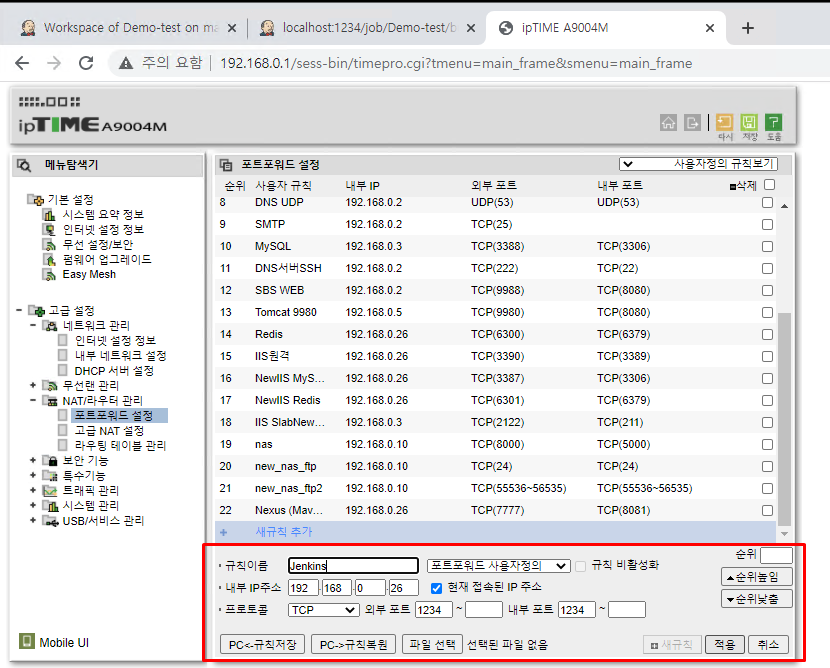 Workspace of Demo-test on ma
localhost:1234/job/Demo-test/b
ipTIME A9004M
주의 요함 192.168.0.1/sess-bin/timepro.cgi?tmenu=main_frame&smenu=main_frame
ipTIME A9004M
다시 저장 도움
메뉴탐색기
기본 설정
시스템 요약 정보
인터넷 설정 정보
무선 설정/보안
펌웨어 업그레이드
Easy Mesh
고급 설정
네트워크 관리
인터넷 설정 정보
내부 네트워크 설정
DHCP 서버 설정
무선랜 관리
NAT/라우터 관리
포트포워드 설정
고급 NAT 설정
라우팅 테이블 관리
보안 기능
특수기능
트래픽 관리
시스템 관리
USB/서비스 관리
Mobile UI
포트포워드 설정 사용자정의 규칙보기
순위 사용자 규칙 내부 IP 외부 포트 내부 포트 삭제
8 DNS UDP 192.168.0.2 UDP(53) UDP(53)
9 SMTP 192.168.0.2 TCP(25)
10 MySQL 192.168.0.3 TCP(3388) TCP(3306)
11 DNS서버SSH 192.168.0.2 TCP(222) TCP(22)
12 SBS WEB 192.168.0.2 TCP(9988) TCP(8080)
13 Tomcat 9980 192.168.0.5 TCP(9980) TCP(8080)
14 Redis 192.168.0.26 TCP(6300) TCP(6379)
15 IIS원격 192.168.0.26 TCP(3390) TCP(3389)
16 NewIIS MyS... 192.168.0.26 TCP(3387) TCP(3306)
17 NewIIS Redis 192.168.0.26 TCP(6301) TCP(6379)
18 IIS SlabNew... 192.168.0.3 TCP(2122) TCP(211)
19 nas 192.168.0.10 TCP(8000) TCP(5000)
20 new_nas_ftp 192.168.0.10 TCP(24) TCP(24)
21 new_nas_ftp2 192.168.0.10 TCP(55536~56535) TCP(55536~56535)
22 Nexus (Mav... 192.168.0.26 TCP(7777) TCP(8081)
+ 새규칙 추가
순위
규칙이름 Jenkins 포트포워드 사용자정의 규칙 비활성화
순위높임
내부 IP주소 192 . 168 . 0 . 26 현재 접속된 IP 주소
순위낮춤
프로토콜 TCP 외부 포트 1234 ~ 내부 포트 1234 ~
PC<-규칙저장 PC->규칙복원 파일 선택 선택된 파일 없음 새규칙 적용 취소